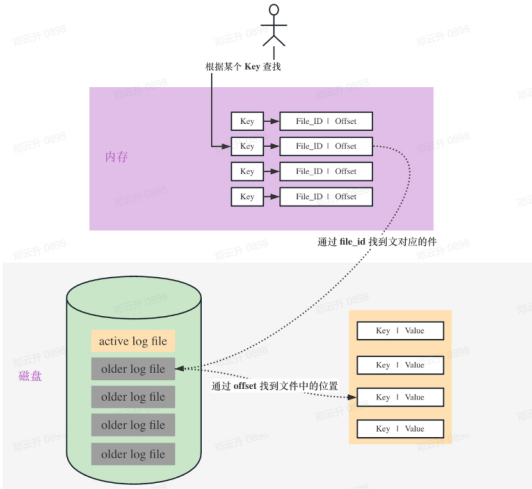 根据某个 Key 查找
Key File_ID | Offset
内存
Key File_ID | Offset
Key File_ID | Offset
Key File_ID | Offset
通过 file_id 找到文对应的件
active log file
Key | Value
磁盘
older log file
Key | Value
通过 offset 找到文件中的位置
older log file
Key | Value
older log file
Key | Value
older log file